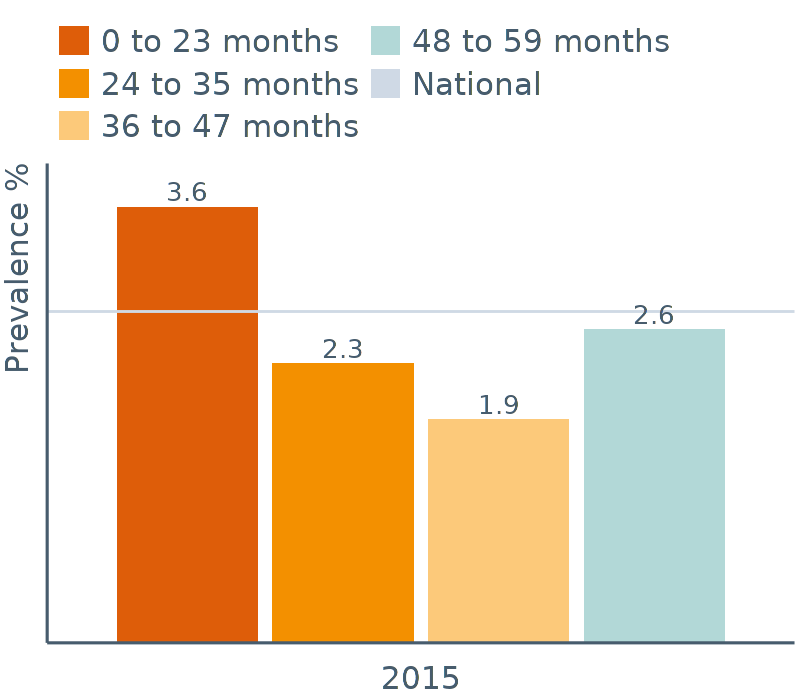 0 to 23 months
24 to 35 months
36 to 47 months
48 to 59 months
National
Prevalence %
3.6
2.3
1.9
2.6
2015